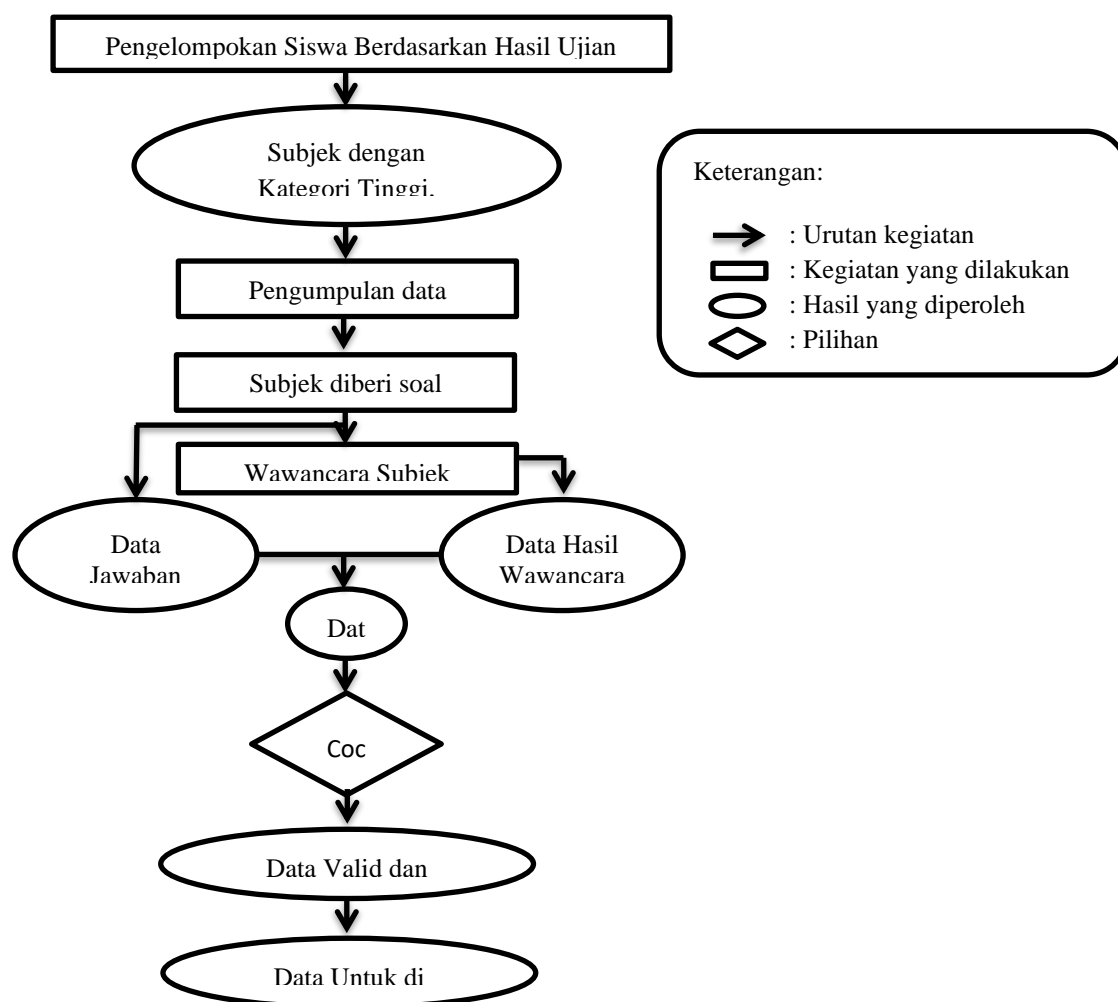 Pengelompokan Siswa Berdasarkan Hasil Ujian
Subjek dengan
Kategori Tinggi,
Keterangan:
: Urutan kegiatan
: Kegiatan yang dilakukan
: Hasil yang diperoleh
: Pilihan
Pengumpulan data
Subjek diberi soal
Wawancara Subjek
Data
Jawaban
Data Hasil
Wawancara
Dat
Coc
Data Valid dan
Data Untuk di